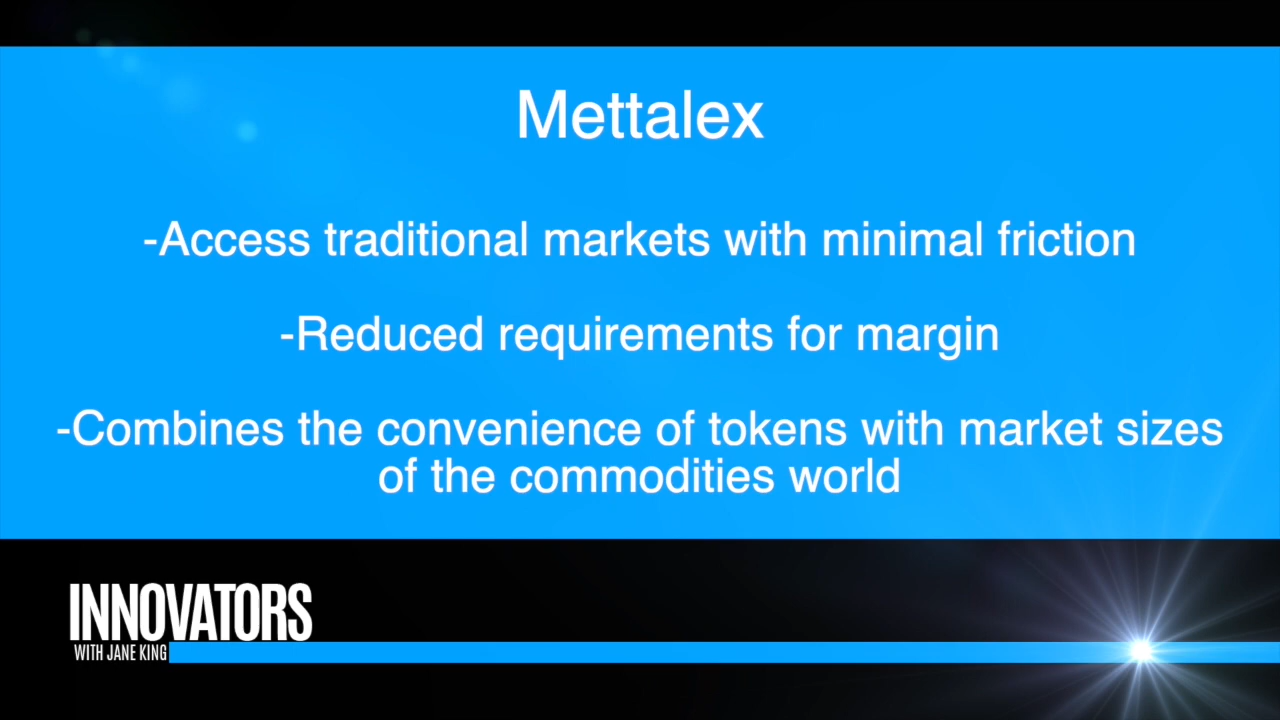 Mettalex
-Access traditional markets with minimal friction
-Reduced requirements for margin
-Combines the convenience of tokens with market sizes
of the commodities world
INNOVATORS
WITH JANE KING